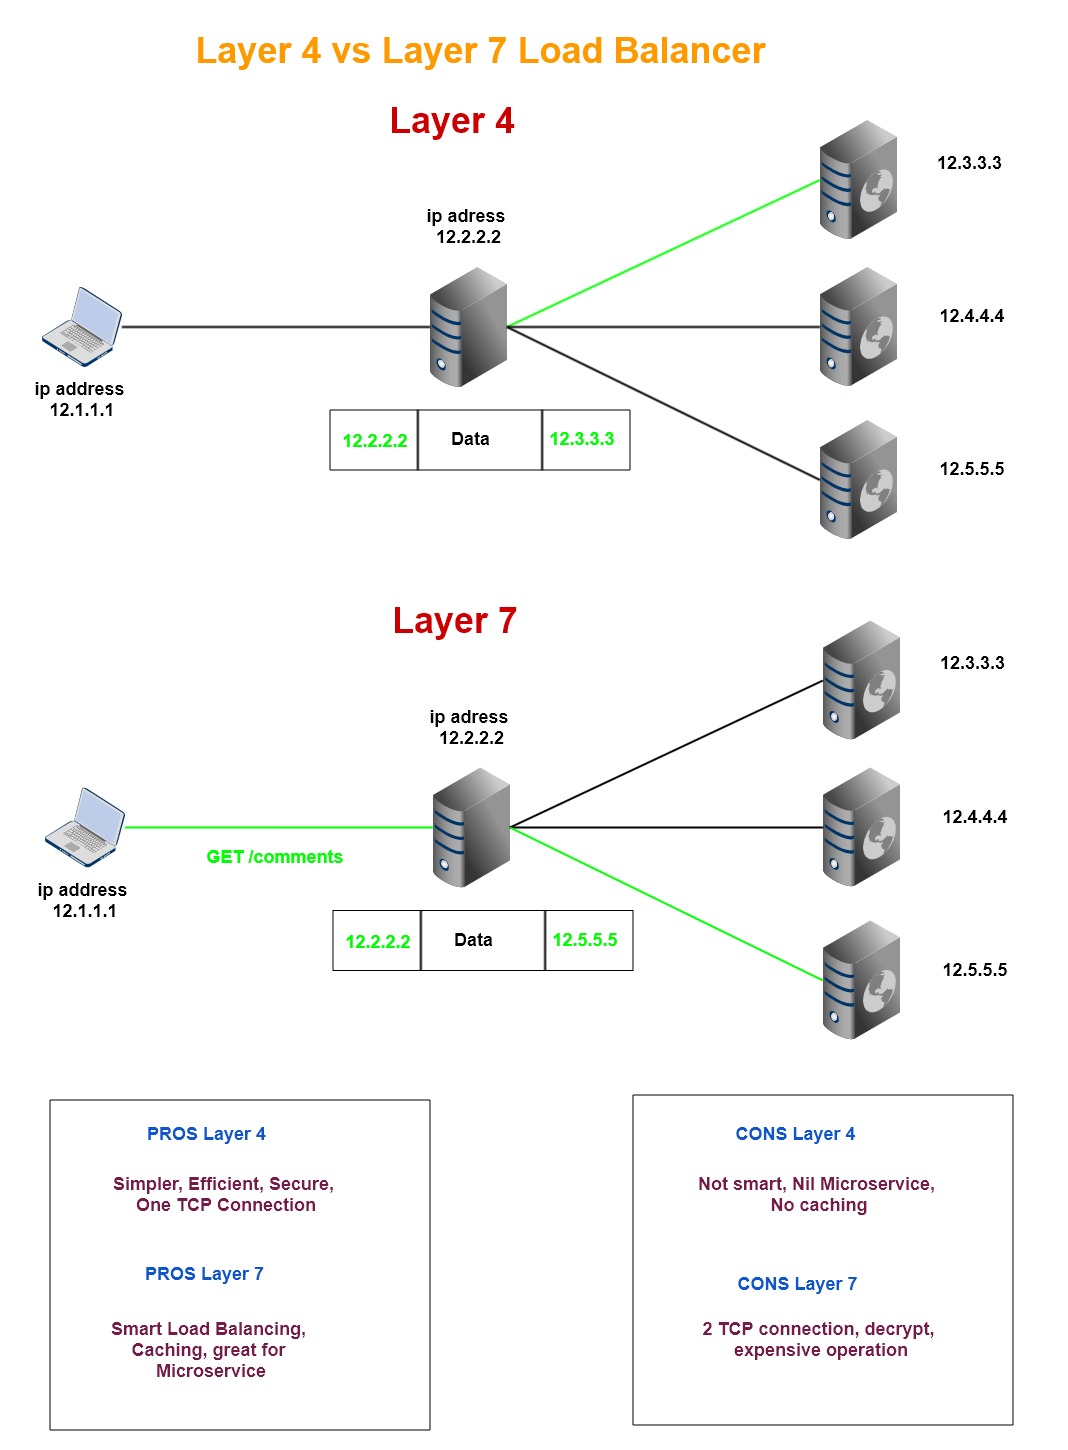 Layer 4 vs Layer 7 Load Balancer
Layer 4
12.3.3.3
ip adress
12.2.2.2
12.4.4.4
ip address
12.1.1.1
12.2.2.2
Data
12.3.3.3
12.5.5.5
Layer 7
12.3.3.3
ip adress
12.2.2.2
12.4.4.4
GET /comments
ip address
12.1.1.1
12.2.2.2
Data
12.5.5.5
12.5.5.5
PROS Layer 4
Simpler, Efficient, Secure,
One TCP Connection
PROS Layer 7
Smart Load Balancing,
Caching, great for
Microservice
CONS Layer 4
Not smart, Nil Microservice,
No caching
CONS Layer 7
2 TCP connection, decrypt,
expensive operation